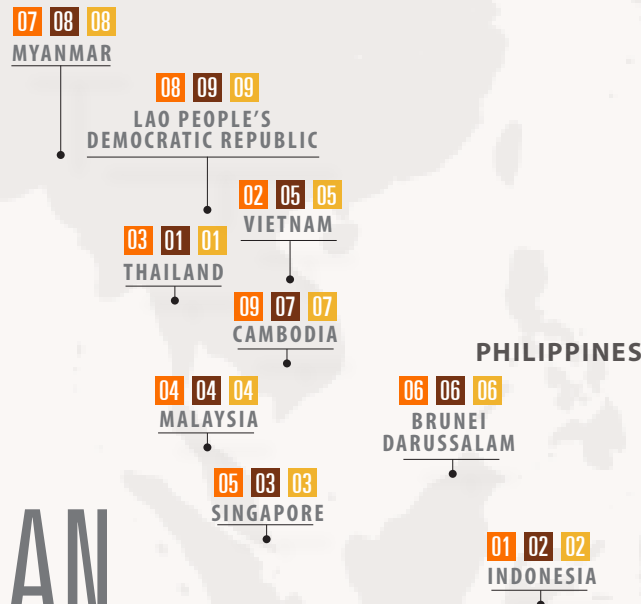 07 08 08
MYANMAR
08 09 09
LAO PEOPLE'S
DEMOCRATIC REPUBLIC
02 05 05
VIETNAM
03 01 01
THAILAND
09 07 07
CAMBODIA
PHILIPPINES
04 04 04
MALAYSIA
06 06 06
BRUNEI
DARUSSALAM
05 03 03
SINGAPORE
AN
01 02 02
INDONESIA